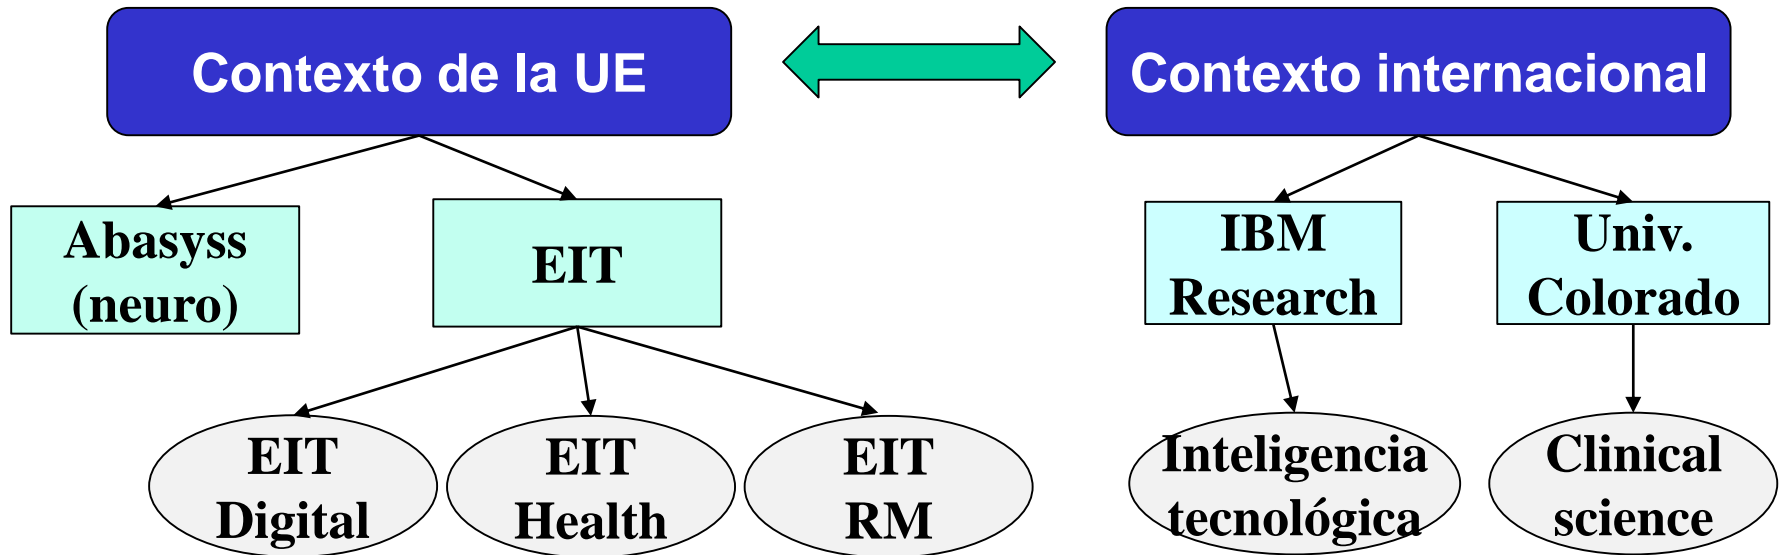 Contexto de la UE
Contexto internacional
Abasyss
(neuro)
EIT
IBM
Research
Univ.
Colorado
EIT
Digital
EIT
Health
EIT
RM
Inteligencia
tecnológica
Clinical
science